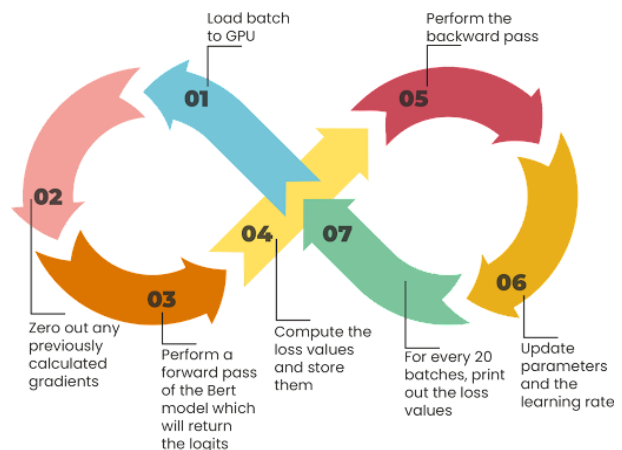 01
Load batch
to GPU
02
Zero out any
previously
calculated
gradients
03
Perform a
forward pass
of the Bert
model which
will return
the logits
04
Compute the
loss values
and store
them
05
Perform the
backward pass
06
Update
parameters
and the
learning rate
07
For every 20
batches, print
out the loss
values